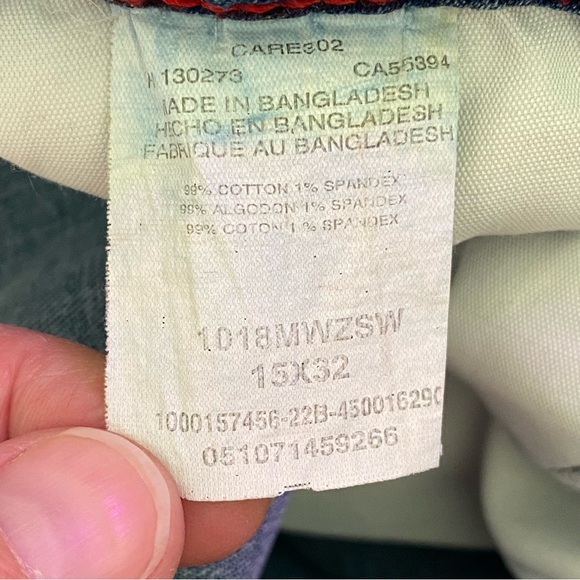 CARE302
130273 CA55394
MADE IN BANGLADESH
HECHO EN BANGLADESH
FABRIQUE AU BANGLADESH
99% COTTON 1% SPANDEX
99% ALGODON 1% SPANDEX
99% COTON 1% SPANDEX
1018MWZSW
15X32
1000157456-22B-45001629
051071459266